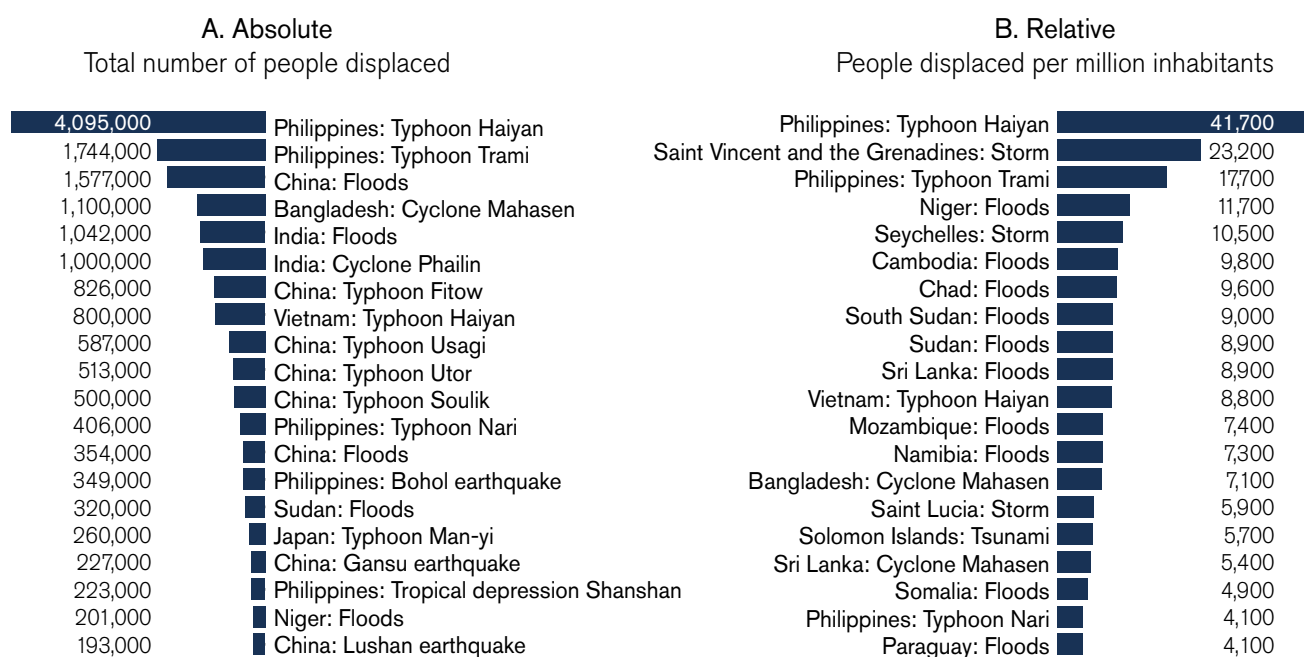 A. Absolute
Total number of people displaced
4,095,000 Philippines: Typhoon Haiyan
1,744,000 Philippines: Typhoon Trami
1,577,000 China: Floods
1,100,000 Bangladesh: Cyclone Mahasen
1,042,000 India: Floods
1,000,000 India: Cyclone Phailin
826,000 China: Typhoon Fitow
800,000 Vietnam: Typhoon Haiyan
587,000 China: Typhoon Usagi
513,000 China: Typhoon Utor
500,000 China: Typhoon Soulik
406,000 Philippines: Typhoon Nari
354,000 China: Floods
349,000 Philippines: Bohol earthquake
320,000 Sudan: Floods
260,000 Japan: Typhoon Man-yi
227,000 China: Gansu earthquake
223,000 Philippines: Tropical depression Shanshan
201,000 Niger: Floods
193,000 China: Lushan earthquake
B. Relative
People displaced per million inhabitants
Philippines: Typhoon Haiyan 41,700
Saint Vincent and the Grenadines: Storm 23,200
Philippines: Typhoon Trami 17,700
Niger: Floods 11,700
Seychelles: Storm 10,500
Cambodia: Floods 9,800
Chad: Floods 9,600
South Sudan: Floods 9,000
Sudan: Floods 8,900
Sri Lanka: Floods 8,900
Vietnam: Typhoon Haiyan 8,800
Mozambique: Floods 7,400
Namibia: Floods 7,300
Bangladesh: Cyclone Mahasen 7,100
Saint Lucia: Storm 5,900
Solomon Islands: Tsunami 5,700
Sri Lanka: Cyclone Mahasen 5,400
Somalia: Floods 4,900
Philippines: Typhoon Nari 4,100
Paraguay: Floods 4,100